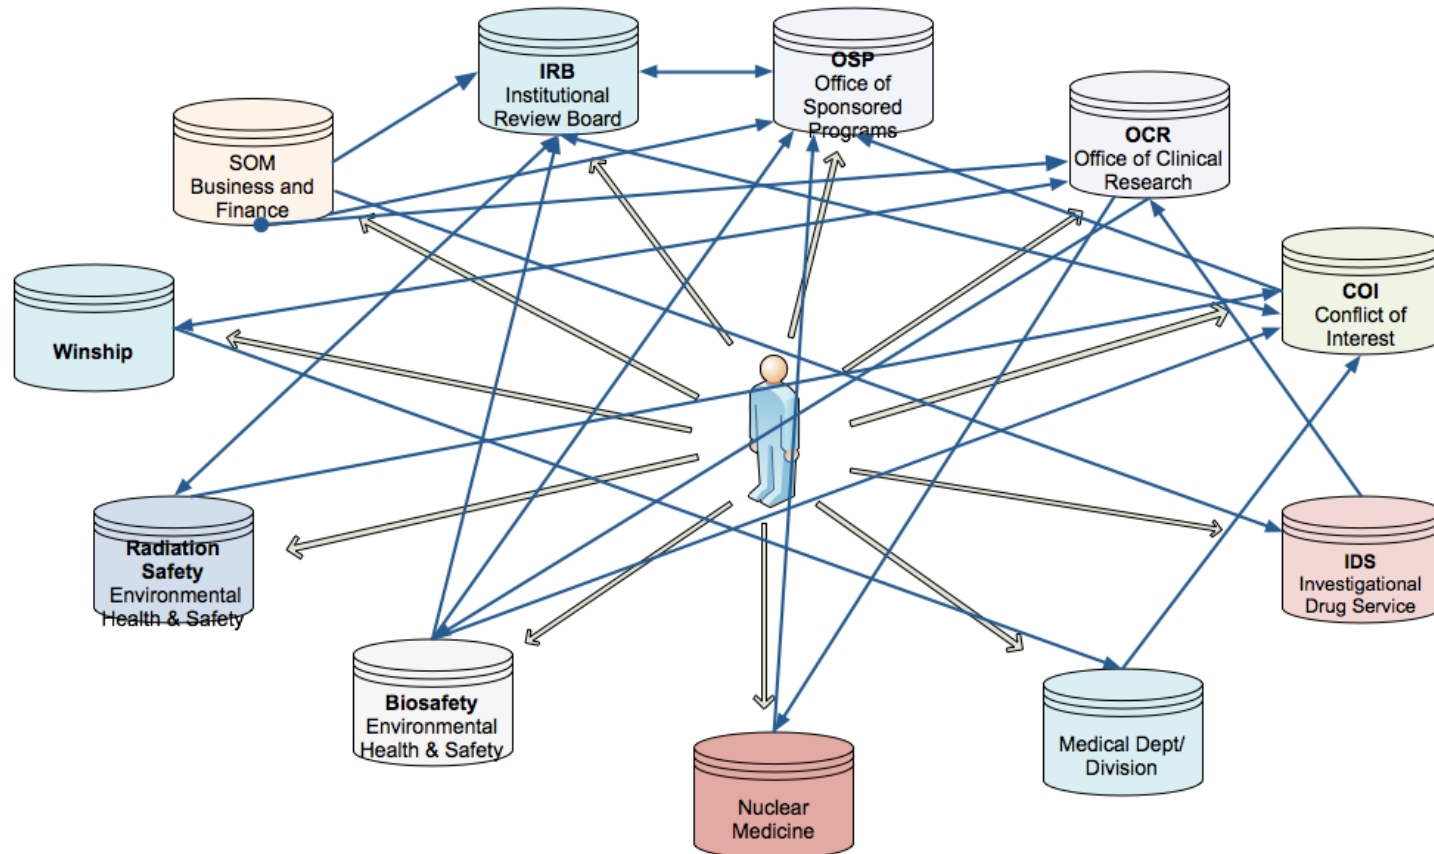 IRB
Institutional
Review Board
OSP
Office of
Sponsored
Programs
OCR
Office of Clinical
Research
SOM
Business and
Finance
COI
Conflict of
Interest
Winship
Radiation
Safety
Environmental
Health & Safety
IDS
Investigational
Drug Service
Biosafety
Environmental
Health & Safety
Medical Dept/
Division
Nuclear
Medicine